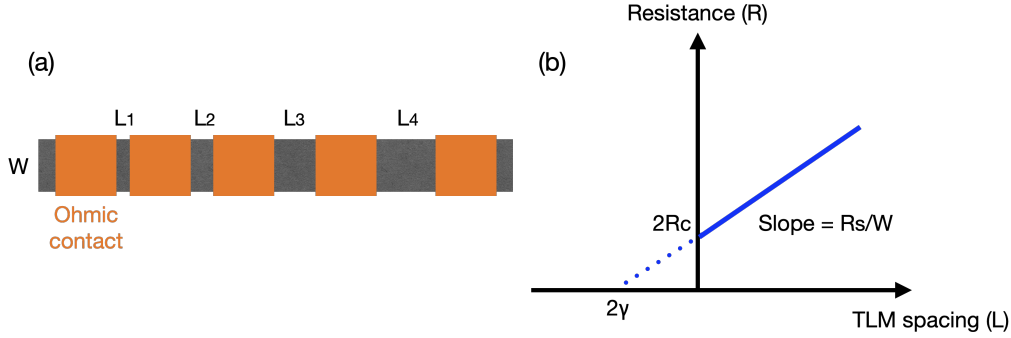 (a)
L1 L2 L3 L4
W
Ohmic
contact
Resistance (R)
(b)
2Rc
Slope = Rs/W
2γ
TLM spacing (L)